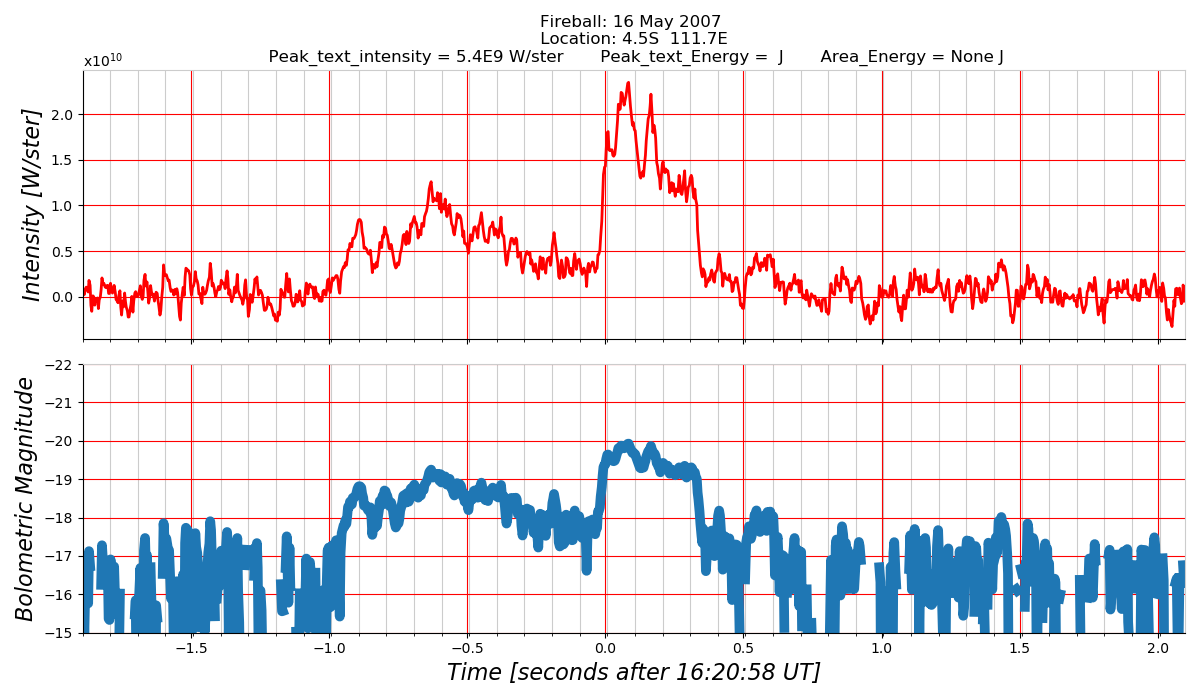 Fireball: 16 May 2007
Location: 4.5S  111.7E
Peak_text_intensity = 5.4E9 W/ster       Peak_text_Energy =  J       Area_Energy = None J
x10¹⁰
Intensity [W/ster]
2.0
1.5
1.0
0.5
0.0
Bolometric Magnitude
−22
−21
−20
−19
−18
−17
−16
−15
−1.5 −1.0 −0.5 0.0 0.5 1.0 1.5 2.0
Time [seconds after 16:20:58 UT]